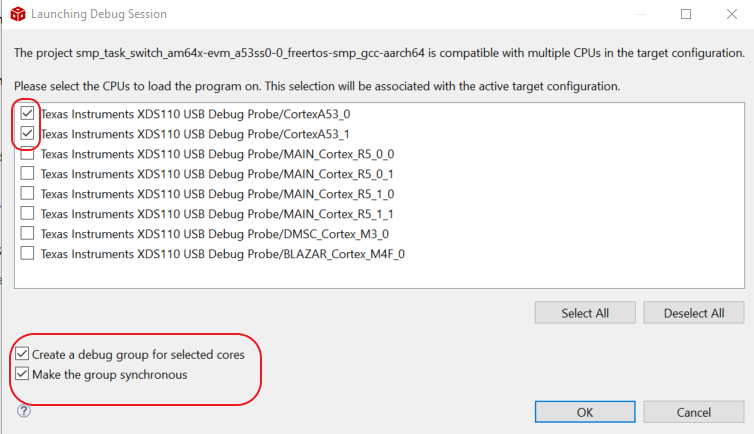 Launching Debug Session
The project smp_task_switch_am64x-evm_a53ss0-0_freertos-smp_gcc-aarch64 is compatible with multiple CPUs in the target configuration.
Please select the CPUs to load the program on. This selection will be associated with the active target configuration.
Texas Instruments XDS110 USB Debug Probe/CortexA53_0
Texas Instruments XDS110 USB Debug Probe/CortexA53_1
Texas Instruments XDS110 USB Debug Probe/MAIN_Cortex_R5_0_0
Texas Instruments XDS110 USB Debug Probe/MAIN_Cortex_R5_0_1
Texas Instruments XDS110 USB Debug Probe/MAIN_Cortex_R5_1_0
Texas Instruments XDS110 USB Debug Probe/MAIN_Cortex_R5_1_1
Texas Instruments XDS110 USB Debug Probe/DMSC_Cortex_M3_0
Texas Instruments XDS110 USB Debug Probe/BLAZAR_Cortex_M4F_0
Select All
Deselect All
Create a debug group for selected cores
Make the group synchronous
?
OK
Cancel